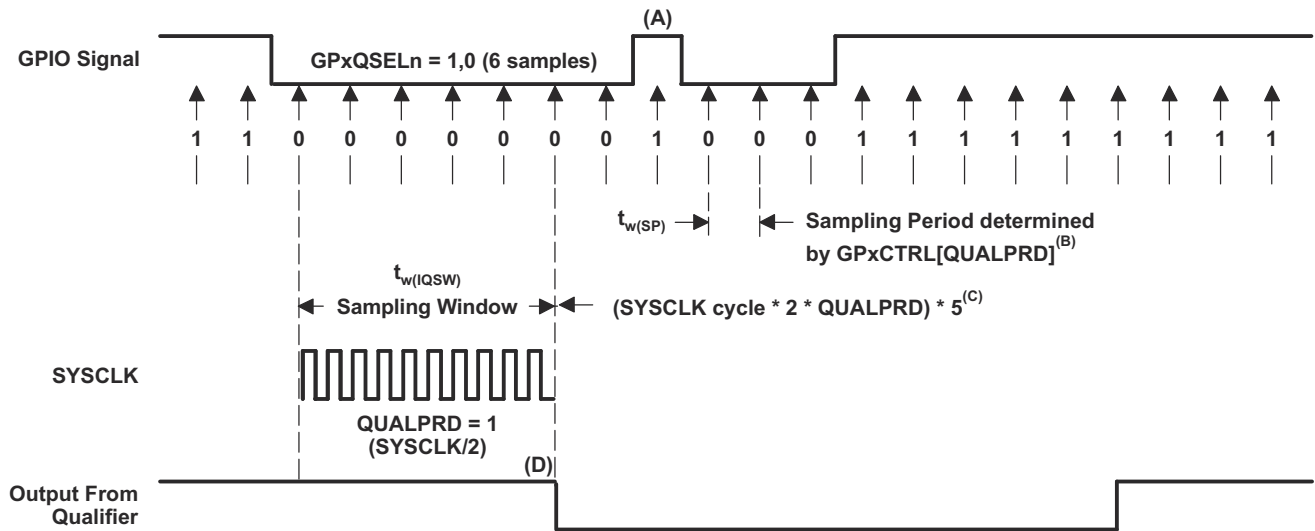 (A)
GPIO Signal
GPxQSELn = 1,0 (6 samples)
1 1 0 0 0 0 0 0 0 1 0 0 0 1 1 1 1 1 1 1 1 1
tw(SP)
Sampling Period determined
by GPxCTRL[QUALPRD](B)
tw(IQSW)
Sampling Window
(SYSCLK cycle * 2 * QUALPRD) * 5(C)
SYSCLK
QUALPRD = 1
(SYSCLK/2)
(D)
Output From
Qualifier